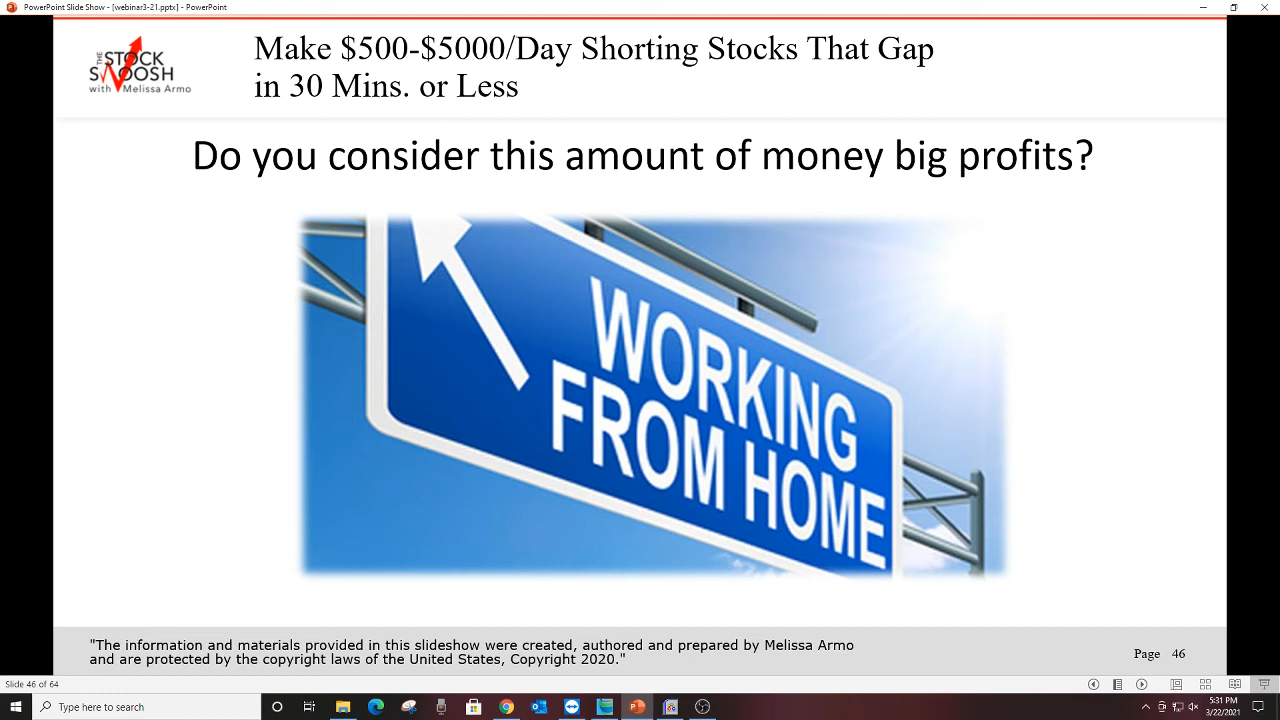 PowerPoint Slide Show - [webinar3-21.pptx] - PowerPoint
THE
STOCK
SWOOSH
with Melissa Armo
Make $500-$5000/Day Shorting Stocks That Gap
in 30 Mins. or Less
Do you consider this amount of money big profits?
WORKING
FROM HOME
"The information and materials provided in this slideshow were created, authored and prepared by Melissa Armo
and are protected by the copyright laws of the United States, Copyright 2020."
Page 46
Slide 46 of 64
Type here to search
5:31 PM
3/22/2021